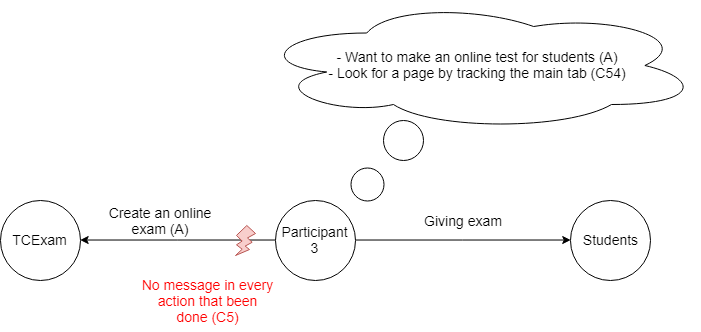 - Want to make an online test for students (A)
- Look for a page by tracking the main tab (C54)
Create an online
exam (A)
Giving exam
TCExam
Participant
3
Students
No message in every
action that been
done (C5)